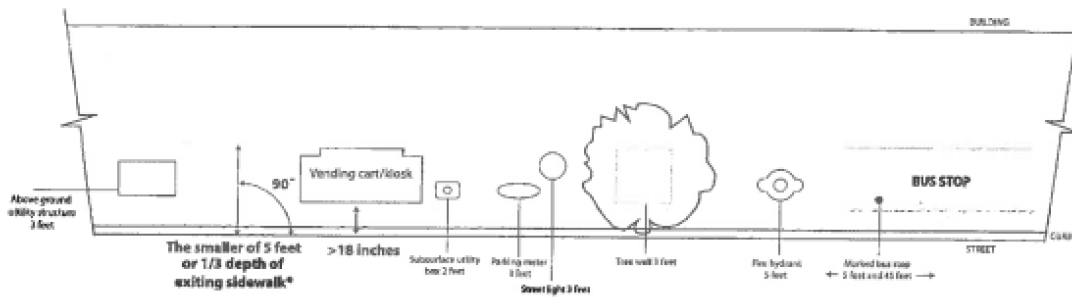 BUILDING
Vending cart/kiosk
90°
BUS STOP
Above ground
utility structure
3 feet
CURB
STREET
The smaller of 5 feet
or 1/3 depth of
exiting sidewalk*
>18 inches
Subsurface utility
box 2 feet
Parking meter
3 feet
Street light 3 feet
Tree well 3 feet
Fire hydrant
5 feet
Marked bus stop
5 feet and 45 feet